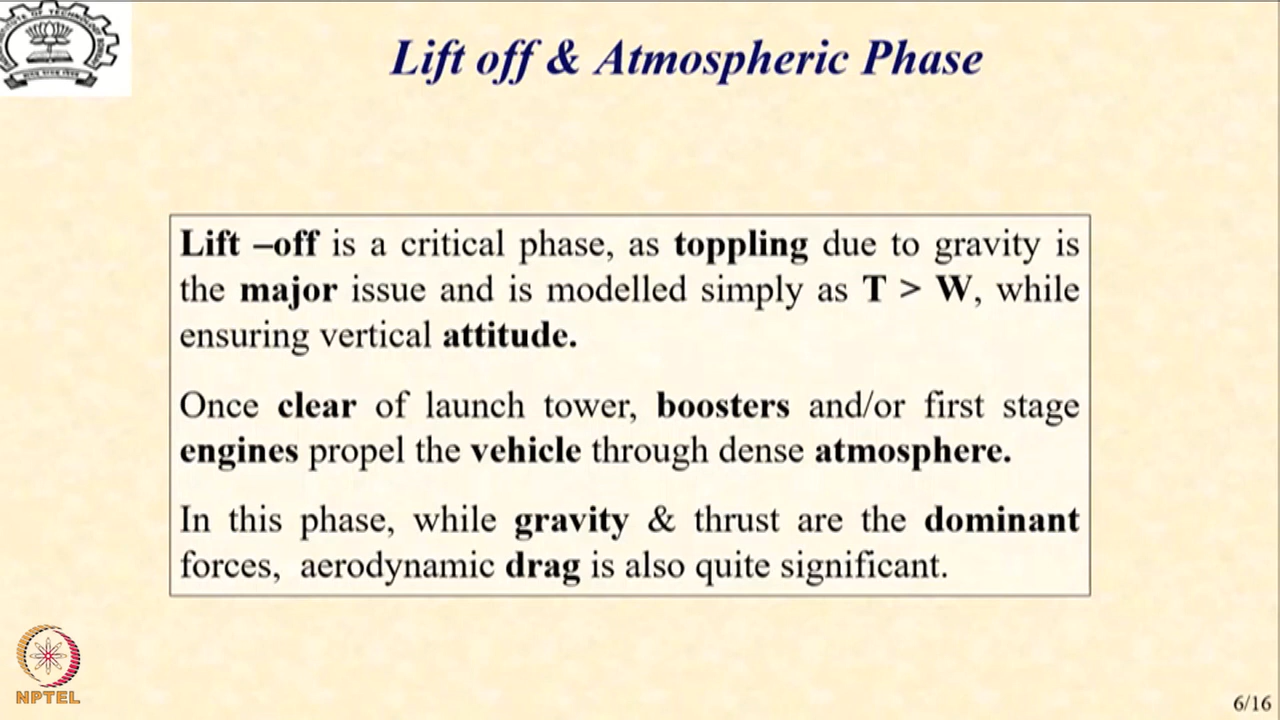 Lift off & Atmospheric Phase
Lift –off is a critical phase, as toppling due to gravity is
the major issue and is modelled simply as T > W, while
ensuring vertical attitude.
Once clear of launch tower, boosters and/or first stage
engines propel the vehicle through dense atmosphere.
In this phase, while gravity & thrust are the dominant
forces, aerodynamic drag is also quite significant.
NPTEL
6/16